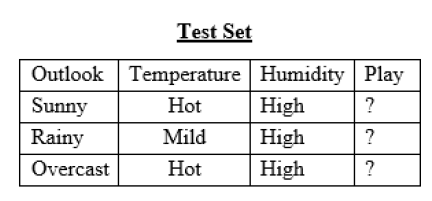 Test Set
Outlook Temperature Humidity Play
Sunny Hot High ?
Rainy Mild High ?
Overcast Hot High ?